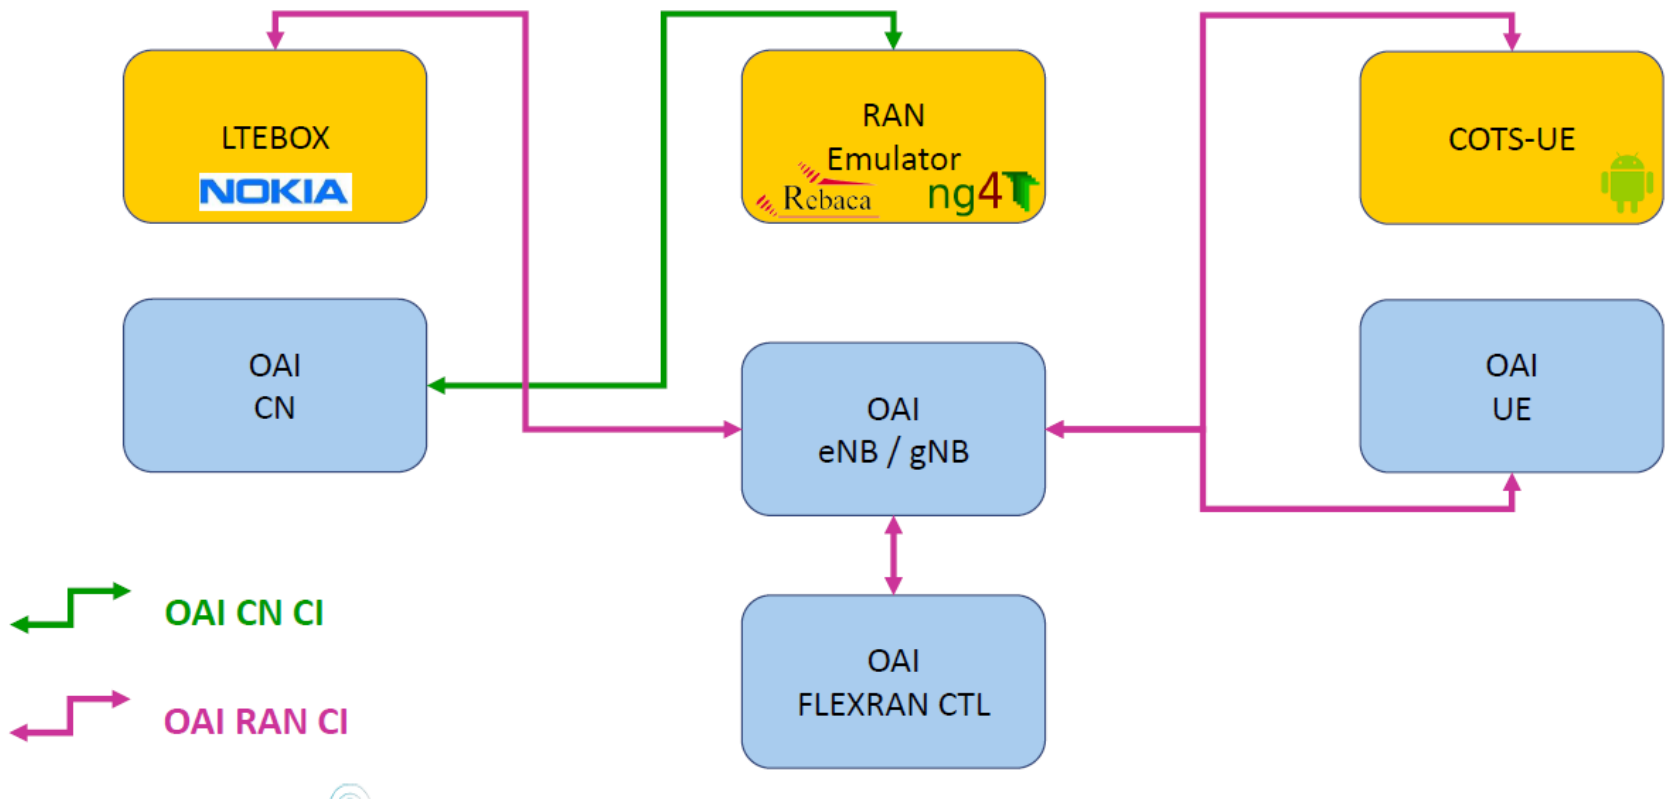 LTEBOX
NOKIA
RAN
Emulator
Rebaca
ng4T
COTS-UE
OAI
CN
OAI
eNB / gNB
OAI
UE
OAI
FLEXRAN CTL
OAI CN CI
OAI RAN CI